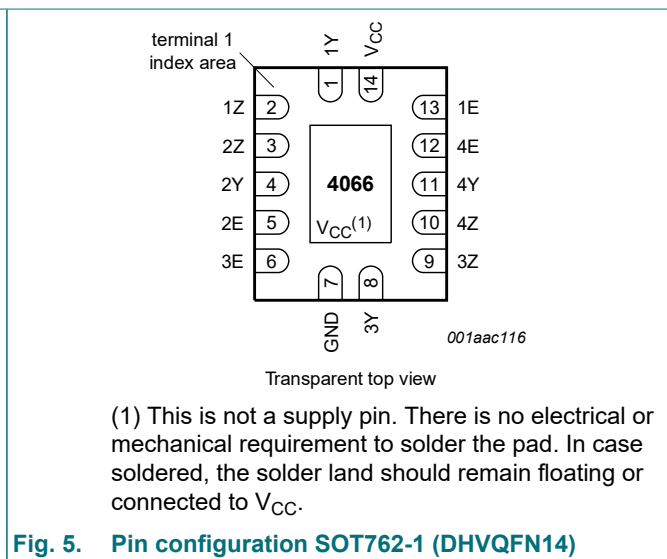 terminal 1
index area
1Y
VCC
1
14
1Z 2
13 1E
2Z 3
12 4E
2Y 4
4066
11 4Y
2E 5
VCC(1)
10 4Z
3E 6
9 3Z
7
8
GND
3Y
001aac116
Transparent top view
(1) This is not a supply pin. There is no electrical or
mechanical requirement to solder the pad. In case
soldered, the solder land should remain floating or
connected to VCC.
Fig. 5. Pin configuration SOT762-1 (DHVQFN14)